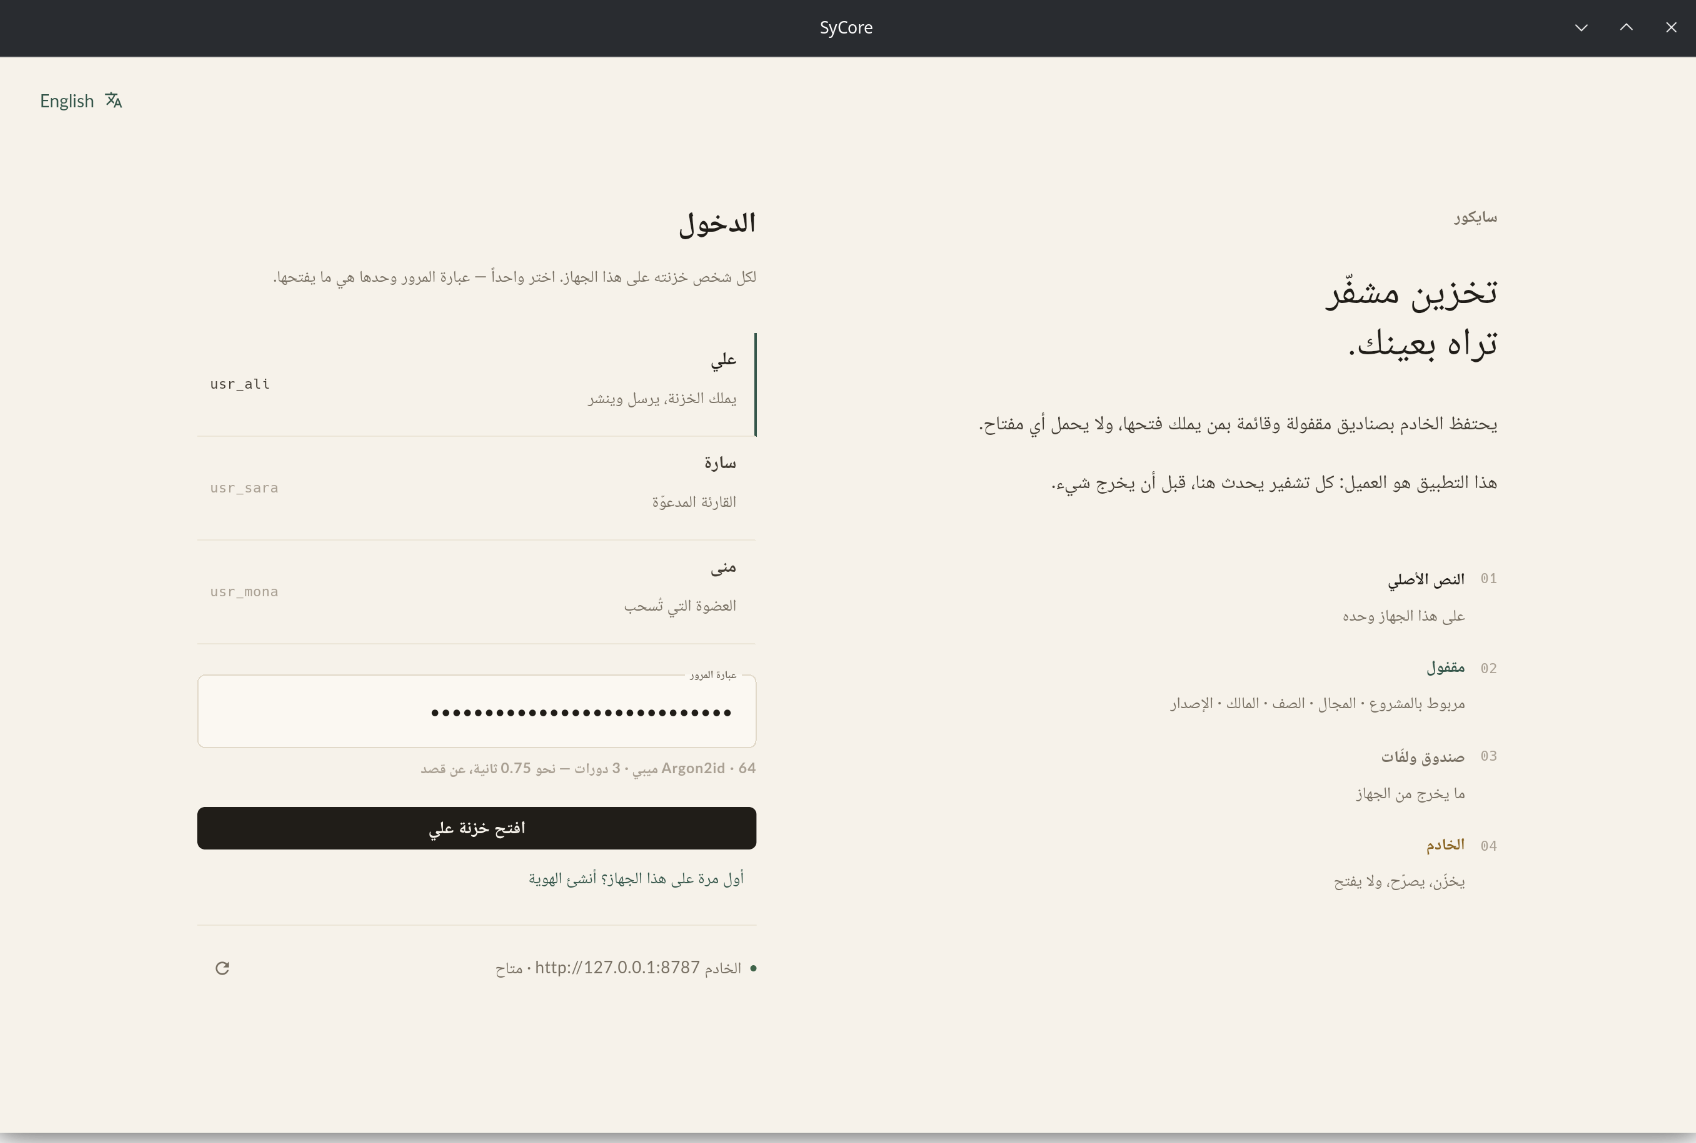 SyCore
English
سايكور
تخزين مشفّر
تراه بعينك.
يحتفظ الخادم بصناديق مقفولة وقائمة بمن يملك فتحها، ولا يحمل أي مفتاح.
هذا التطبيق هو العميل: كل تشفير يحدث هنا، قبل أن يخرج شيء.
01 النص الأصلي
على هذا الجهاز وحده
02 مقفول
مربوط بالمشروع · المجال · الصف · المالك · الإصدار
03 صندوق ولفّات
ما يخرج من الجهاز
04 الخادم
يخزّن، يصرّح، ولا يفتح
الدخول
لكل شخص خزنته على هذا الجهاز. اختر واحداً — عبارة المرور وحدها هي ما يفتحها.
علي
usr_ali
يملك الخزنة، يرسل وينشر
سارة
usr_sara
القارئة المدعوّة
منى
usr_mona
العضوة التي تُسحب
عبارة المرور
Argon2id · 64 ميبي · 3 دورات — نحو 0.75 ثانية، عن قصد
افتح خزنة علي
أول مرة على هذا الجهاز؟ أنشئ الهوية
الخادم http://127.0.0.1:8787 · متاح